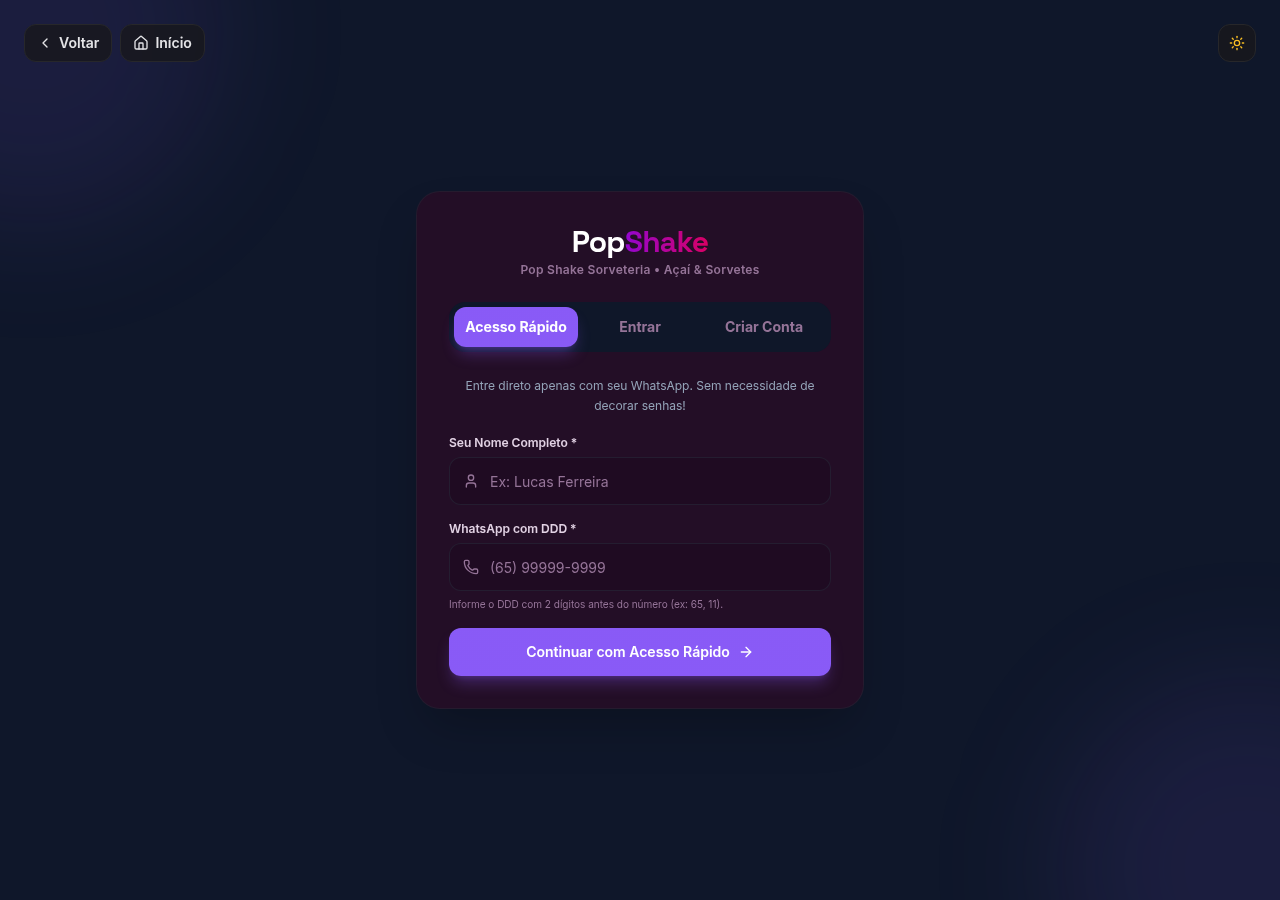 Voltar
Início
PopShake
Pop Shake Sorveteria • Açaí & Sorvetes
Acesso Rápido
Entrar
Criar Conta
Entre direto apenas com seu WhatsApp. Sem necessidade de
decorar senhas!
Seu Nome Completo *
Ex: Lucas Ferreira
WhatsApp com DDD *
(65) 99999-9999
Informe o DDD com 2 dígitos antes do número (ex: 65, 11).
Continuar com Acesso Rápido